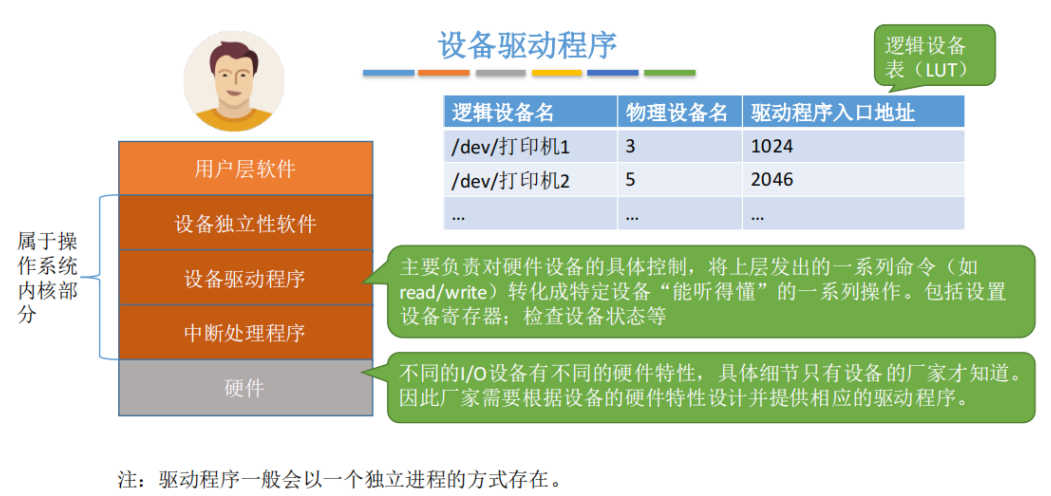 设备驱动程序
逻辑设备
表（LUT）
逻辑设备名 物理设备名 驱动程序入口地址
/dev/打印机1 3 1024
/dev/打印机2 5 2046
... ... ...
用户层软件
设备独立性软件
设备驱动程序
中断处理程序
硬件
属于操
作系统
内核部
分
主要负责对硬件设备的具体控制，将上层发出的一系列命令（如
read/write）转化成特定设备“能听得懂”的一系列操作。包括设置
设备寄存器；检查设备状态等
不同的I/O设备有不同的硬件特性，具体细节只有设备的厂家才知道。
因此厂家需要根据设备的硬件特性设计并提供相应的驱动程序。
注：驱动程序一般会以一个独立进程的方式存在。